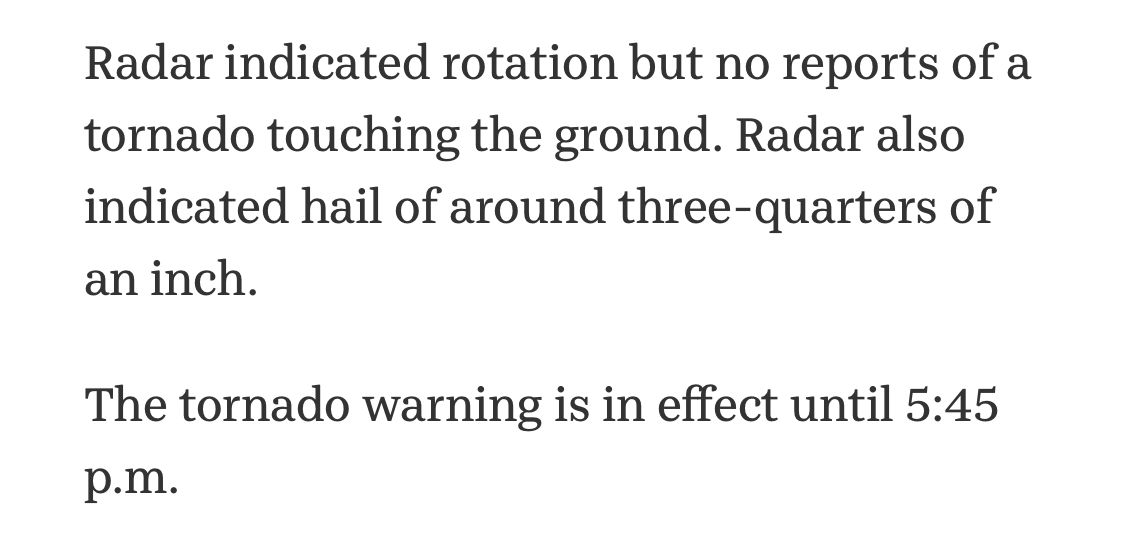 Radar indicated rotation but no reports of a
tornado touching the ground. Radar also
indicated hail of around three-quarters of
an inch.
The tornado warning is in effect until 5:45
p.m.